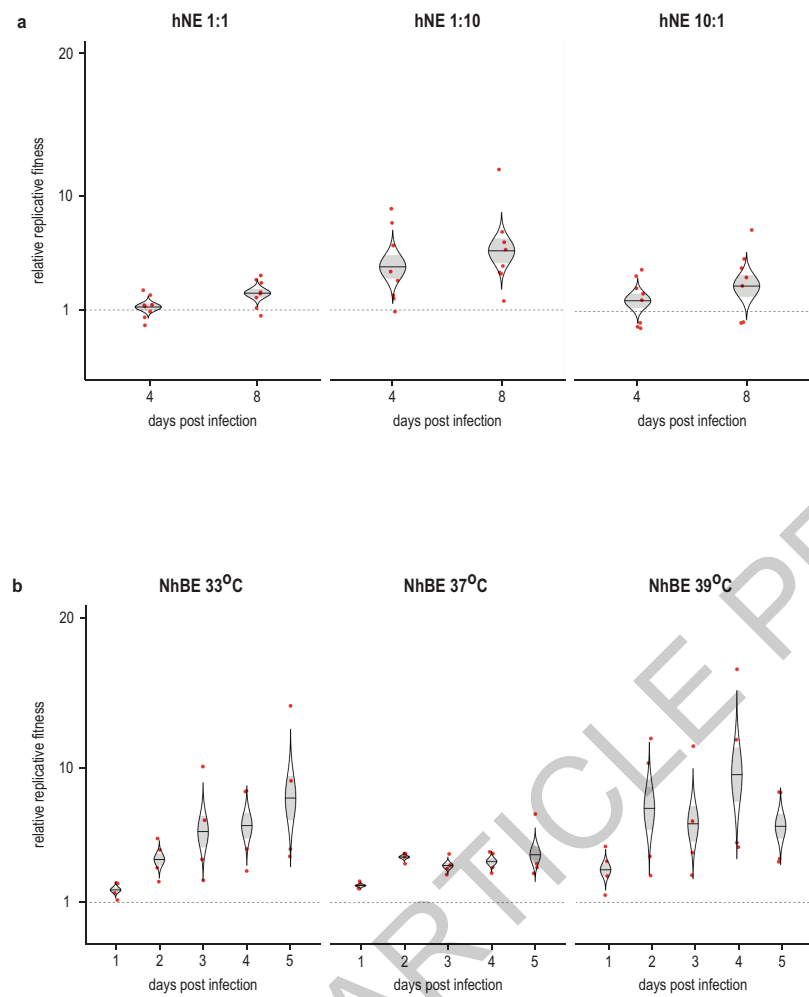 a
hNE 1:1 hNE 1:10 hNE 10:1
20
10
1
relative replicative fitness
4 8 4 8 4 8
days post infection days post infection days post infection
b
NhBE 33°C NhBE 37°C NhBE 39°C
20
10
1
relative replicative fitness
1 2 3 4 5 1 2 3 4 5 1 2 3 4 5
days post infection days post infection days post infection
ARTICLE